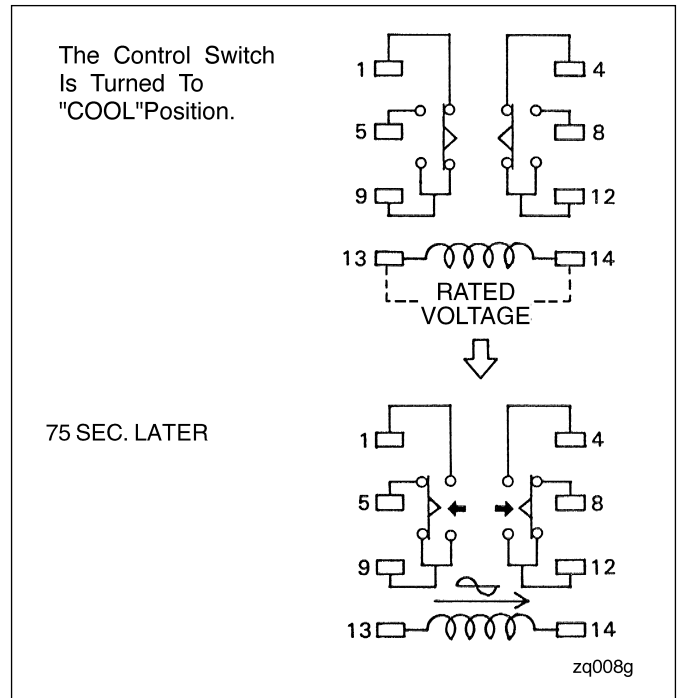 The Control Switch
Is Turned To
"COOL"Position.
1 4
5 8
9 12
13 14
RATED
VOLTAGE
75 SEC. LATER
1 4
5 8
9 12
13 14
zq008g